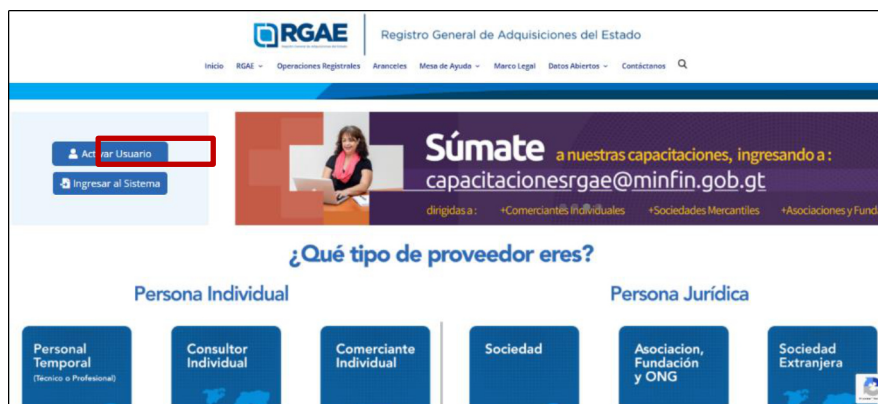 RGAE
Registro General de Adquisiciones del Estado
Inicio RGAE Operaciones Registrales Aranceles Mesa de Ayuda Marco Legal Datos Abiertos Contáctanos
Activar Usuario
Ingresar al Sistema
Súmate a nuestras capacitaciones, ingresando a :
capacitacionesrgae@minfin.gob.gt
dirigidas a : +Comerciantes Individuales +Sociedades Mercantiles +Asociaciones y Fund
¿Qué tipo de proveedor eres?
Persona Individual
Persona Jurídica
Personal
Temporal
(Técnico o Profesional)
Consultor
Individual
Comerciante
Individual
Sociedad
Asociacion,
Fundación
y ONG
Sociedad
Extranjera